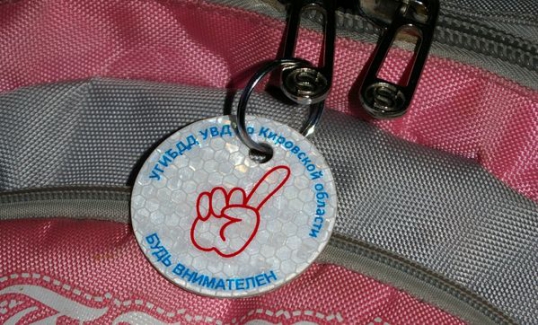 УГИБДД УВД по Кировской области
БУДЬ ВНИМАТЕЛЕН